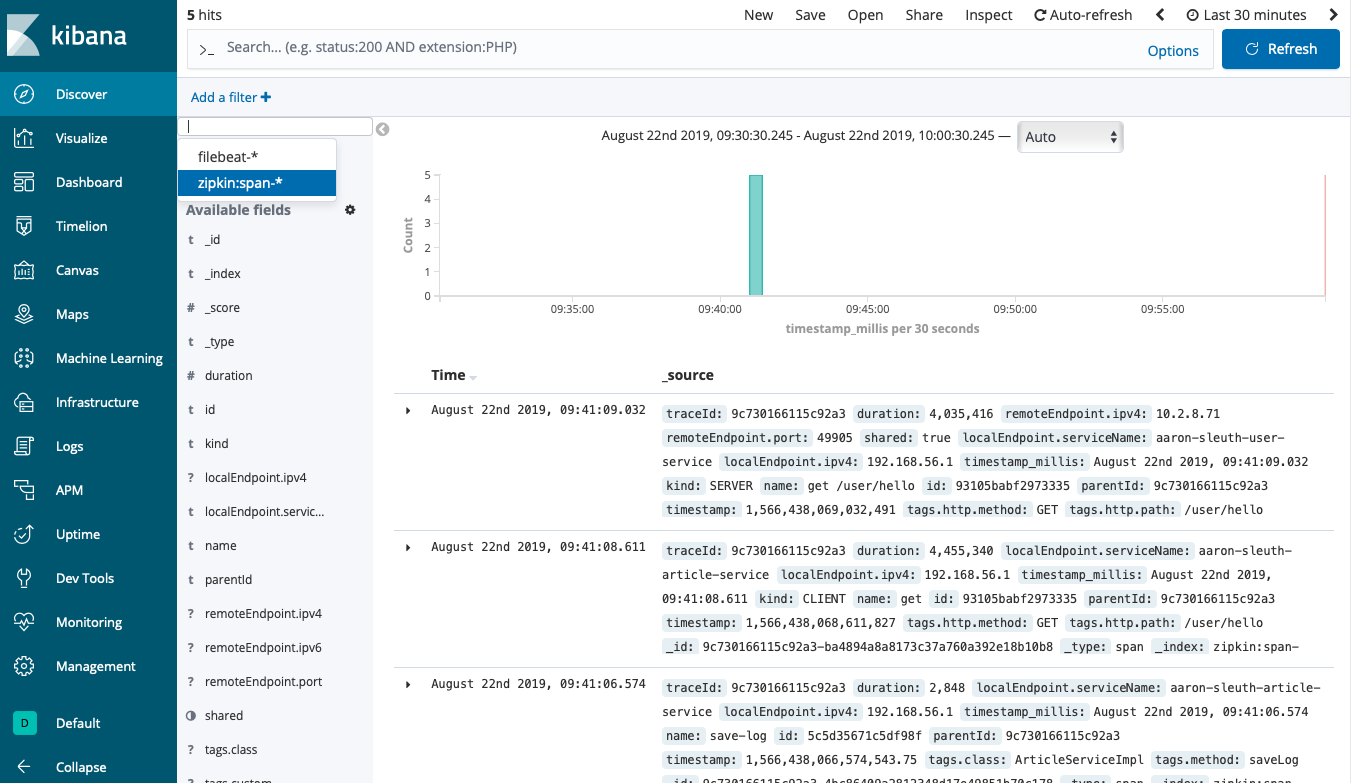 kibana
Discover
Visualize
Dashboard
Timelion
Canvas
Maps
Machine Learning
Infrastructure
Logs
APM
Uptime
Dev Tools
Monitoring
Management
D Default
Collapse
5 hits
New Save Open Share Inspect Auto-refresh Last 30 minutes
>_ Search... (e.g. status:200 AND extension:PHP) Options Refresh
Add a filter +
filebeat-*
zipkin:span-*
Available fields
t _id
t _index
# _score
t _type
# duration
t id
t kind
? localEndpoint.ipv4
t localEndpoint.servic...
t name
t parentId
? remoteEndpoint.ipv4
? remoteEndpoint.ipv6
? remoteEndpoint.port
shared
? tags.class
? tags.custom
August 22nd 2019, 09:30:30.245 - August 22nd 2019, 10:00:30.245 — Auto
5
4
3
2
1
0
Count
09:35:00 09:40:00 09:45:00 09:50:00 09:55:00
timestamp_millis per 30 seconds
Time _source
August 22nd 2019, 09:41:09.032 traceId: 9c730166115c92a3 duration: 4,035,416 remoteEndpoint.ipv4: 10.2.8.71
remoteEndpoint.port: 49905 shared: true localEndpoint.serviceName: aaron-sleuth-user-
service localEndpoint.ipv4: 192.168.56.1 timestamp_millis: August 22nd 2019, 09:41:09.032
kind: SERVER name: get /user/hello id: 93105babf2973335 parentId: 9c730166115c92a3
timestamp: 1,566,438,069,032,491 tags.http.method: GET tags.http.path: /user/hello
August 22nd 2019, 09:41:08.611 traceId: 9c730166115c92a3 duration: 4,455,340 localEndpoint.serviceName: aaron-sleuth-
article-service localEndpoint.ipv4: 192.168.56.1 timestamp_millis: August 22nd 2019,
09:41:08.611 kind: CLIENT name: get id: 93105babf2973335 parentId: 9c730166115c92a3
timestamp: 1,566,438,068,611,827 tags.http.method: GET tags.http.path: /user/hello
_id: 9c730166115c92a3-ba4894a8a8173c37a760a392e18b10b8 _type: span _index: zipkin:span-
August 22nd 2019, 09:41:06.574 traceId: 9c730166115c92a3 duration: 2,848 localEndpoint.serviceName: aaron-sleuth-article-
service localEndpoint.ipv4: 192.168.56.1 timestamp_millis: August 22nd 2019, 09:41:06.574
name: save-log id: 5c5d35671c5df98f parentId: 9c730166115c92a3
timestamp: 1,566,438,066,574,543.75 tags.class: ArticleServiceImpl tags.method: saveLog